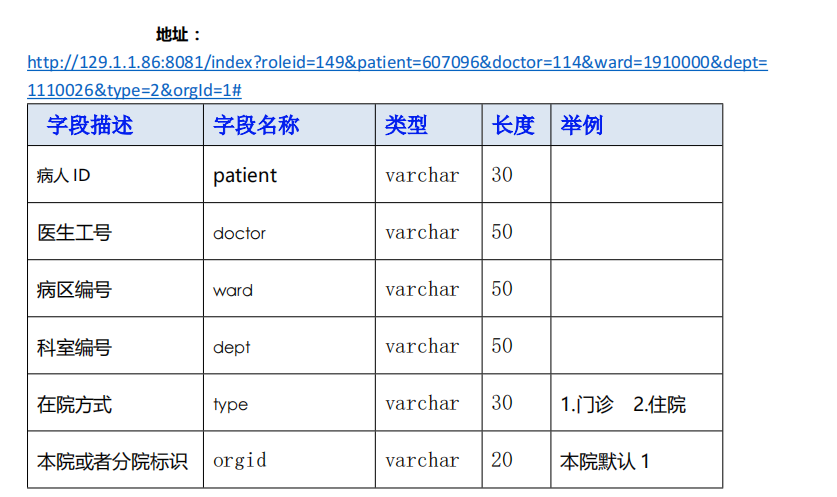 地址：
http://129.1.1.86:8081/index?roleid=149&patient=607096&doctor=114&ward=1910000&dept=
1110026&type=2&orgId=1#
字段描述 字段名称 类型 长度 举例
病人 ID patient varchar 30
医生工号 doctor varchar 50
病区编号 ward varchar 50
科室编号 dept varchar 50
在院方式 type varchar 30 1.门诊 2.住院
本院或者分院标识 orgid varchar 20 本院默认 1